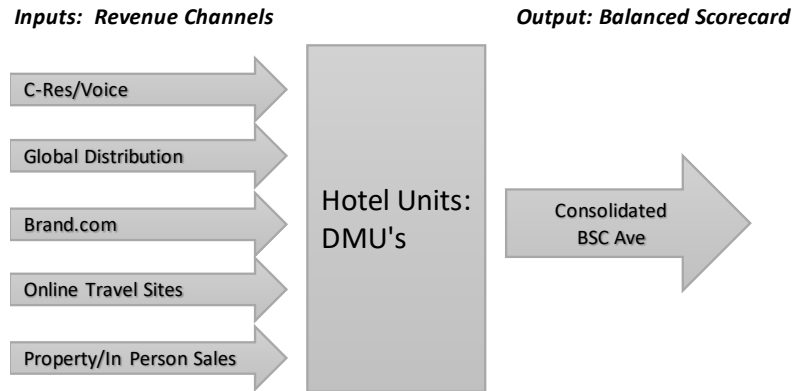 Inputs: Revenue Channels
Output: Balanced Scorecard
C-Res/Voice
Global Distribution
Brand.com
Online Travel Sites
Property/In Person Sales
Hotel Units:
DMU's
Consolidated
BSC Ave